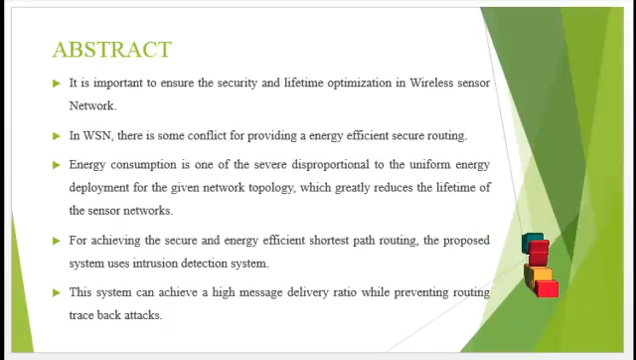 ABSTRACT
It is important to ensure the security and lifetime optimization in Wireless sensor
Network.
In WSN, there is some conflict for providing a energy efficient secure routing.
Energy consumption is one of the severe disproportional to the uniform energy
deployment for the given network topology, which greatly reduces the lifetime of
the sensor networks.
For achieving the secure and energy efficient shortest path routing, the proposed
system uses intrusion detection system.
This system can achieve a high message delivery ratio while preventing routing
trace back attacks.